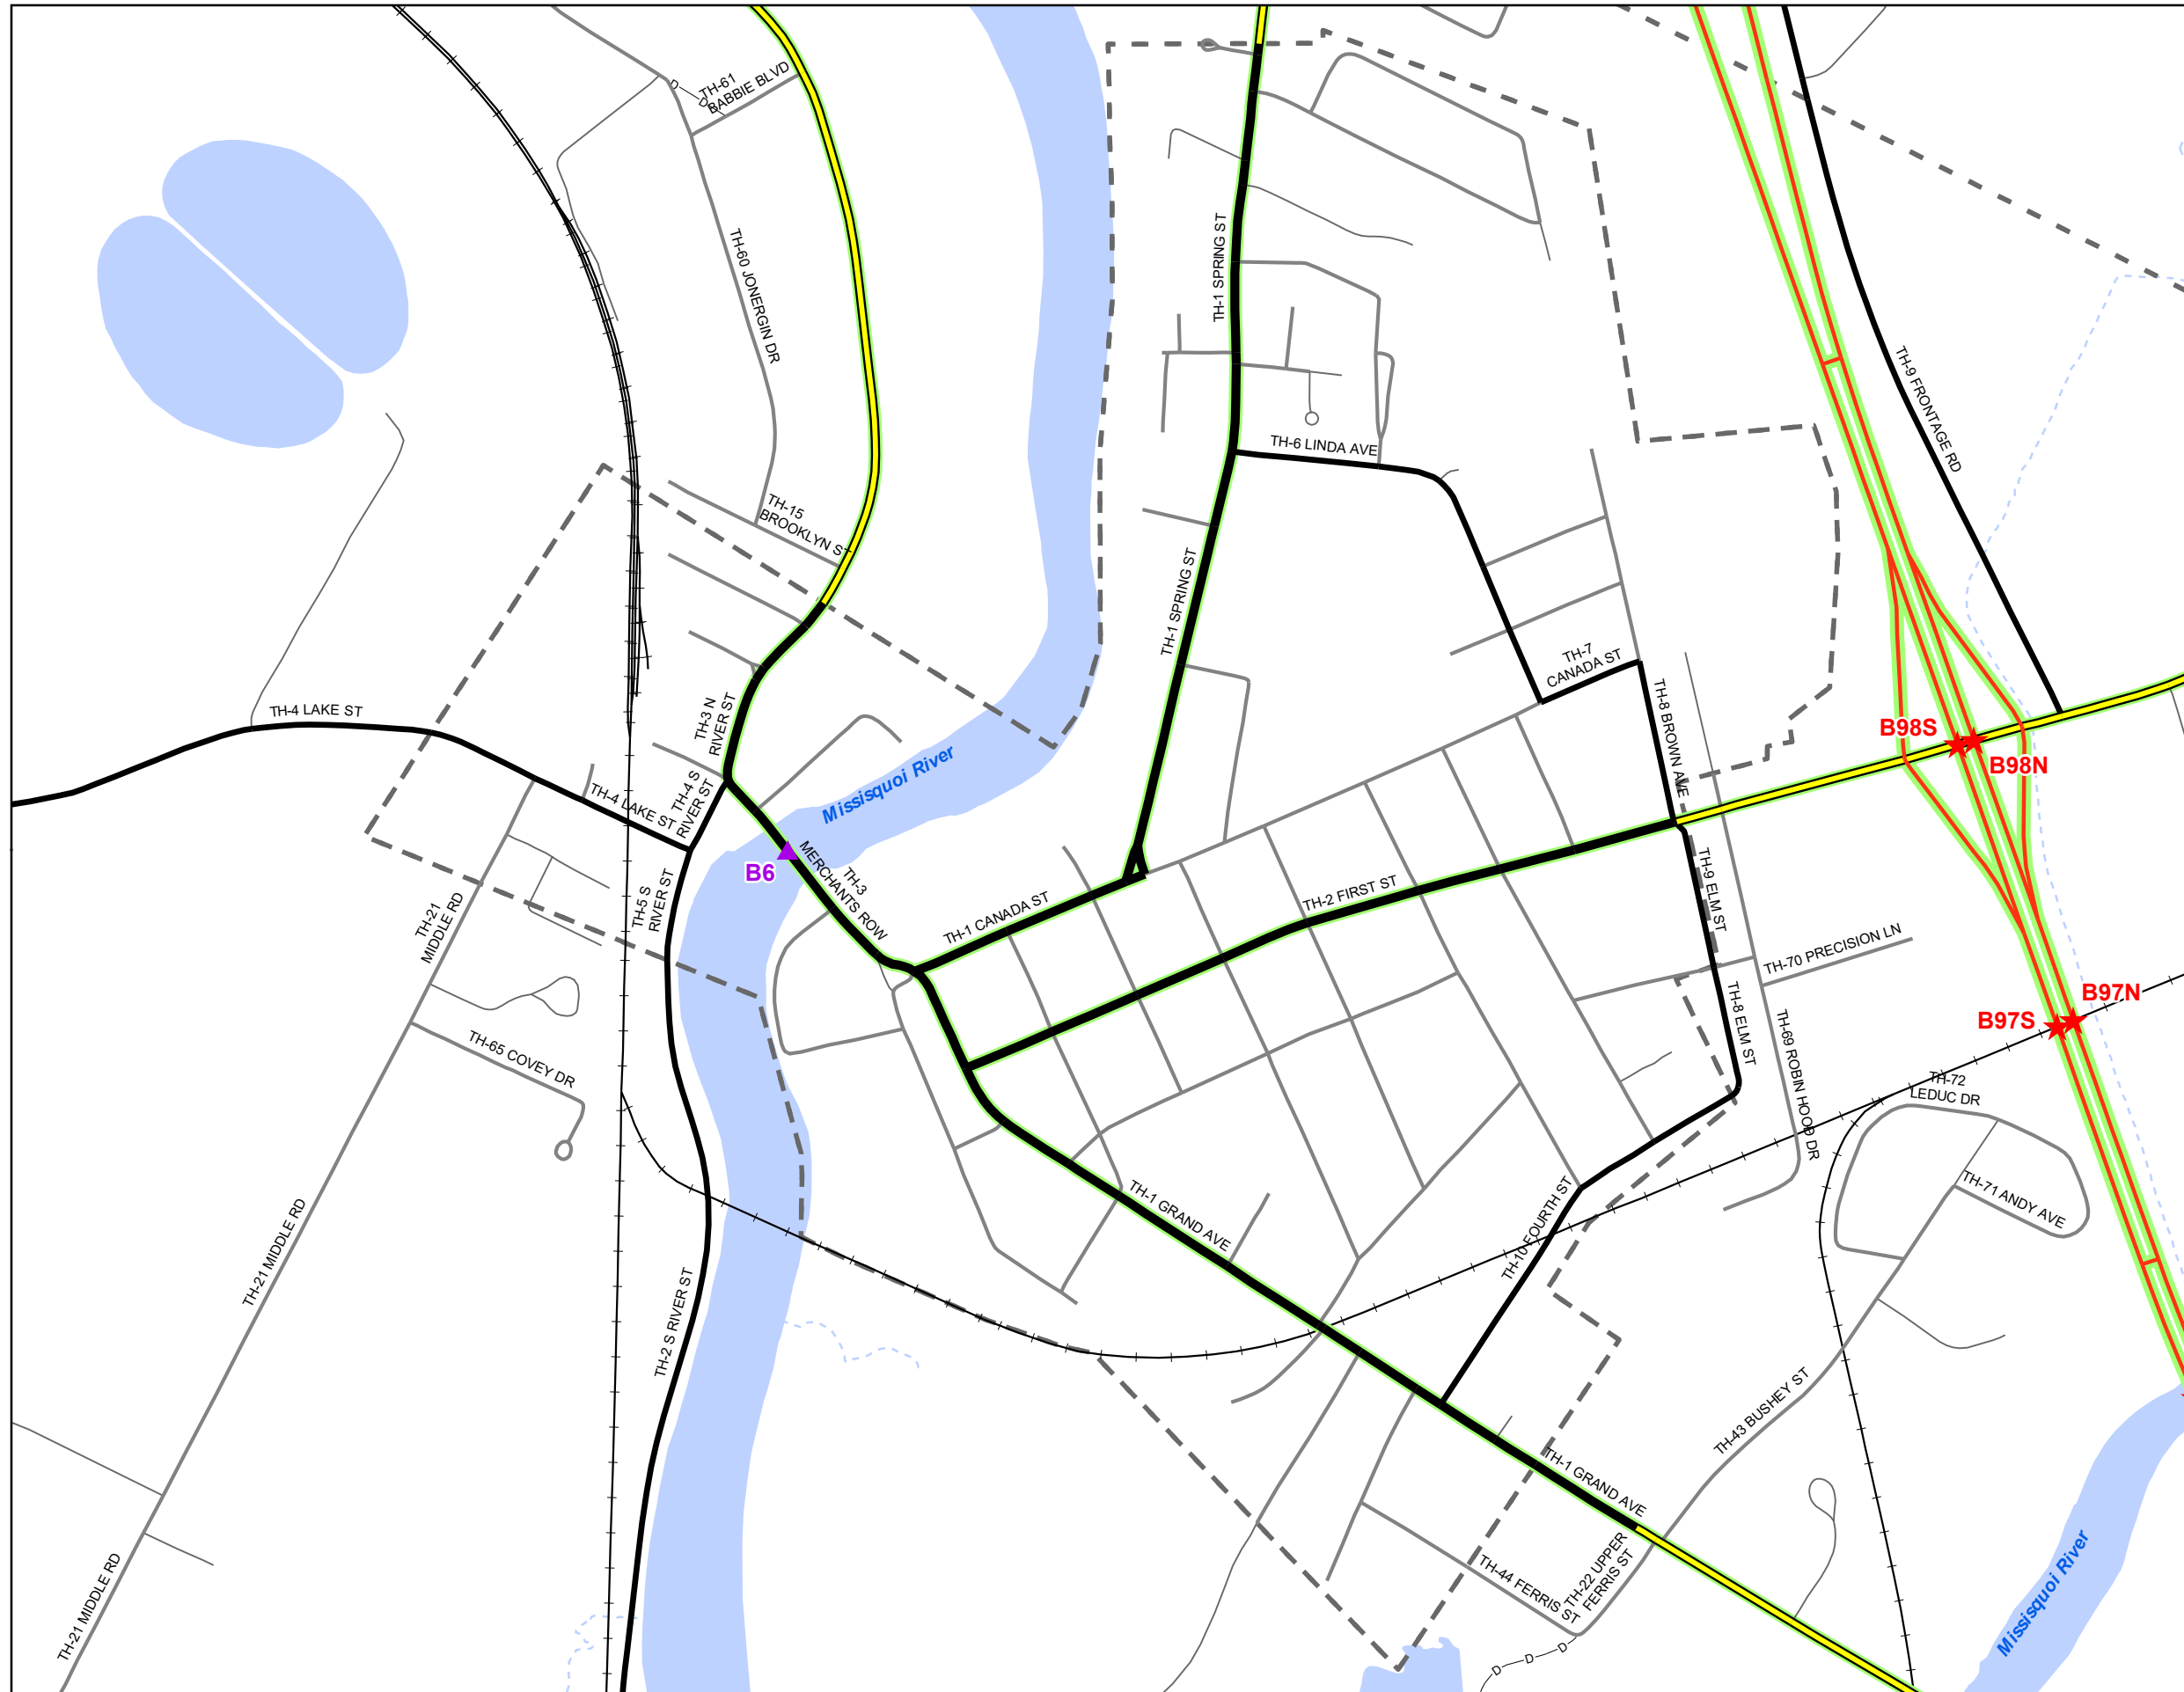 TH-61
BABBIE BLVD
D
D
TH-60 JONERGIN DR
TH-1 SPRING ST
TH-9 FRONTAGE RD
TH-6 LINDA AVE
TH-15
BROOKLYN ST
TH-1 SPRING ST
TH-7
CANADA ST
TH-8 BROWN AVE
TH-4 LAKE ST
TH-3 N
RIVER ST
B98S
B98N
Missisquoi River
TH-4 S
RIVER ST
TH-4 LAKE ST
B6
TH-3
MERCHANTS ROW
TH-9 ELM ST
TH-5 S
RIVER ST
TH-21
MIDDLE RD
TH-1 CANADA ST
TH-2 FIRST ST
TH-70 PRECISION LN
B97N
B97S
TH-8 ELM ST
TH-69 ROBIN HOOD DR
TH-65 COVEY DR
TH-72
LEDUC DR
TH-71 ANDY AVE
TH-1 GRAND AVE
TH-10 FOURTH ST
TH-21 MIDDLE RD
TH-2 S RIVER ST
TH-43 BUSHEY ST
TH-1 GRAND AVE
TH-22 UPPER
FERRIS ST
TH-44 FERRIS ST
TH-21 MIDDLE RD
Missisquoi River
D
D
D